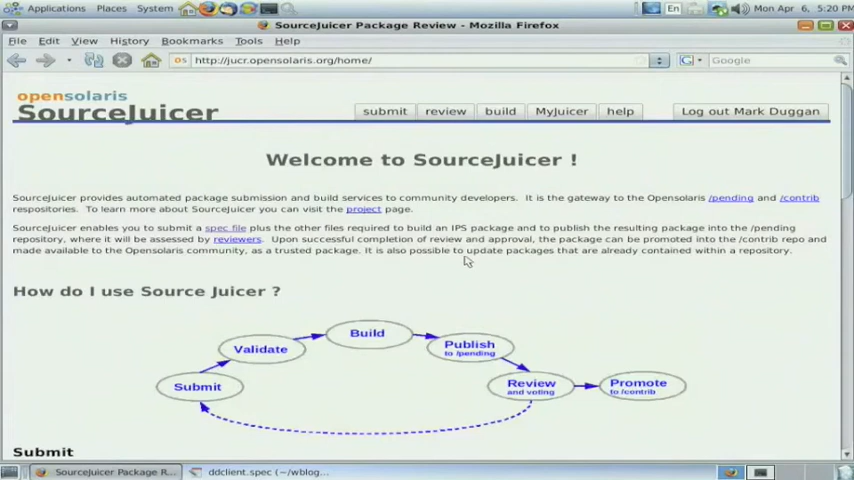 Applications Places System En Mon Apr 6, 5:20 PM
SourceJuicer Package Review - Mozilla Firefox
File Edit View History Bookmarks Tools Help
http://jucr.opensolaris.org/home/ Google
opensolaris
SourceJuicer
submit review build MyJuicer help Log out Mark Duggan
Welcome to SourceJuicer !
SourceJuicer provides automated package submission and build services to community developers. It is the gateway to the Opensolaris /pending and /contrib
respositories. To learn more about SourceJuicer you can visit the project page.
SourceJuicer enables you to submit a spec file plus the other files required to build an IPS package and to publish the resulting package into the /pending
repository, where it will be assessed by reviewers. Upon successful completion of review and approval, the package can be promoted into the /contrib repo and
made available to the Opensolaris community, as a trusted package. It is also possible to update packages that are already contained within a repository.
How do I use Source Juicer ?
Submit
Validate
Build
Publish
to /pending
Review
and voting
Promote
to /contrib
Submit
SourceJuicer Package R... ddclient.spec (~/wblog...